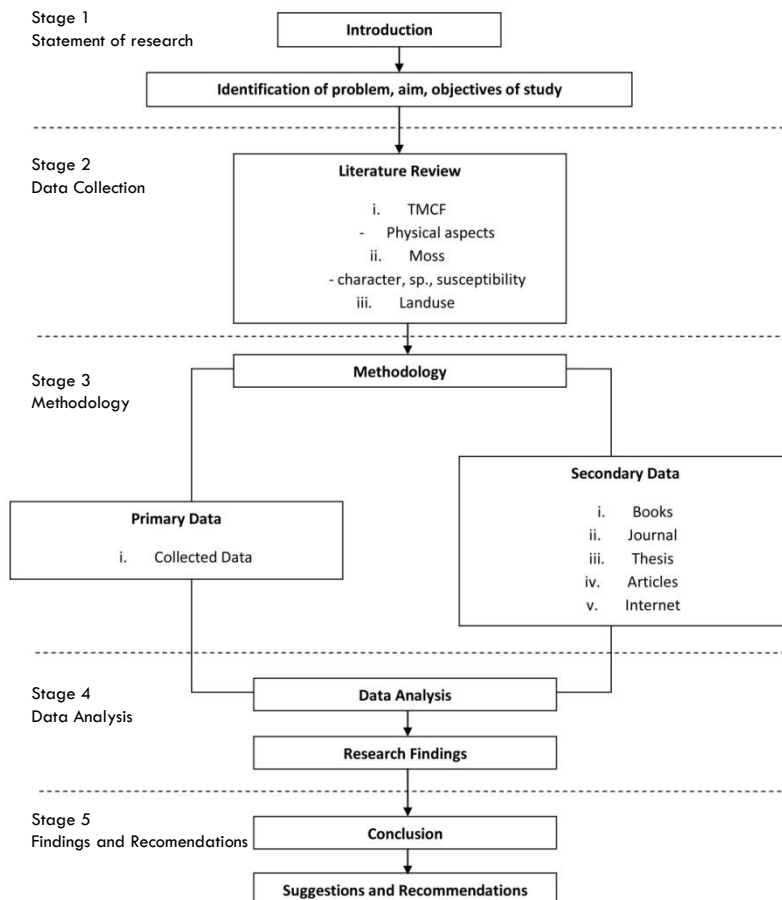 Stage 1
Statement of research
Introduction
Identification of problem, aim, objectives of study
Stage 2
Data Collection
Literature Review
i. TMCF
- Physical aspects
ii. Moss
- character, sp., susceptibility
iii. Landuse
Stage 3
Methodology
Methodology
Primary Data
i. Collected Data
Secondary Data
i. Books
ii. Journal
iii. Thesis
iv. Articles
v. Internet
Stage 4
Data Analysis
Data Analysis
Research Findings
Stage 5
Findings and Recomendations
Conclusion
Suggestions and Recommendations